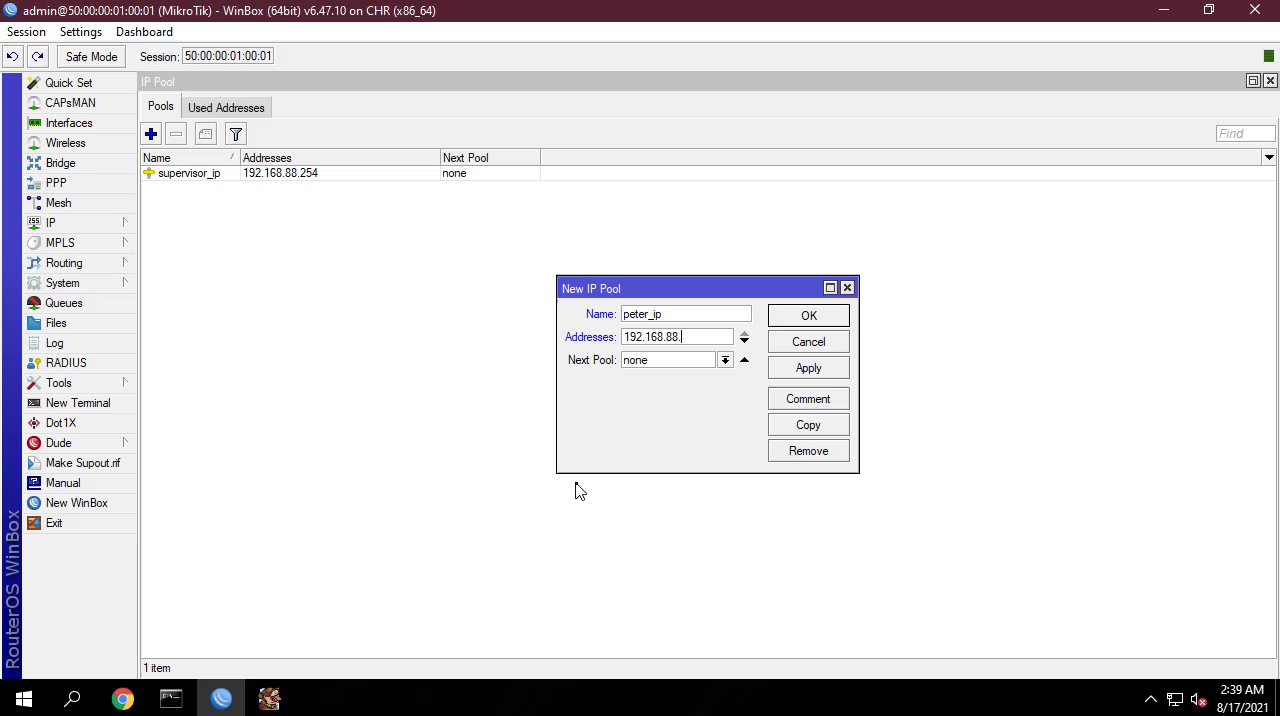 admin@50:00:00:01:00:01 (MikroTik) - WinBox (64bit) v6.47.10 on CHR (x86_64)
Session Settings Dashboard
Safe Mode Session: 50:00:00:01:00:01
Quick Set
CAPsMAN
Interfaces
Wireless
Bridge
PPP
Mesh
IP
MPLS
Routing
System
Queues
Files
Log
RADIUS
Tools
New Terminal
Dot1X
Dude
Make Supout.rif
Manual
New WinBox
Exit
RouterOS WinBox
IP Pool
Pools Used Addresses
Find
Name Addresses Next Pool
supervisor_ip 192.168.88.254 none
New IP Pool
Name: peter_ip
Addresses: 192.168.88.
Next Pool: none
OK
Cancel
Apply
Comment
Copy
Remove
1 item
2:39 AM
8/17/2021